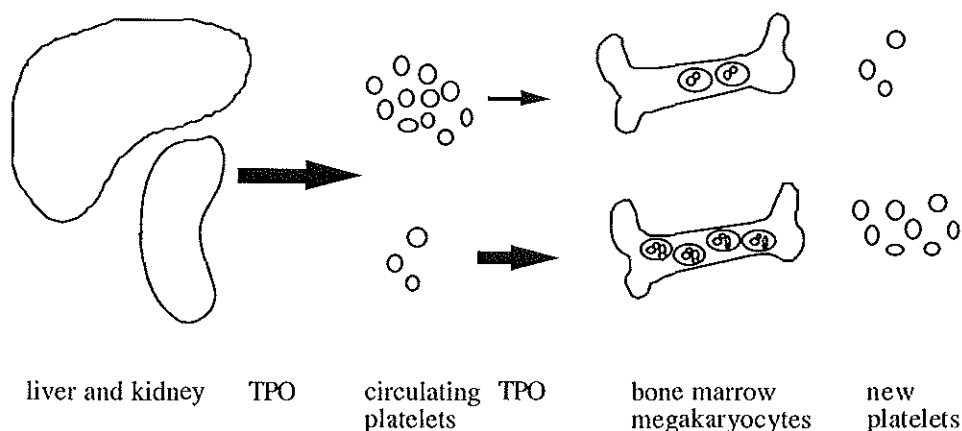 liver and kidney TPO circulating TPO bone marrow new
platelets megakaryocytes platelets